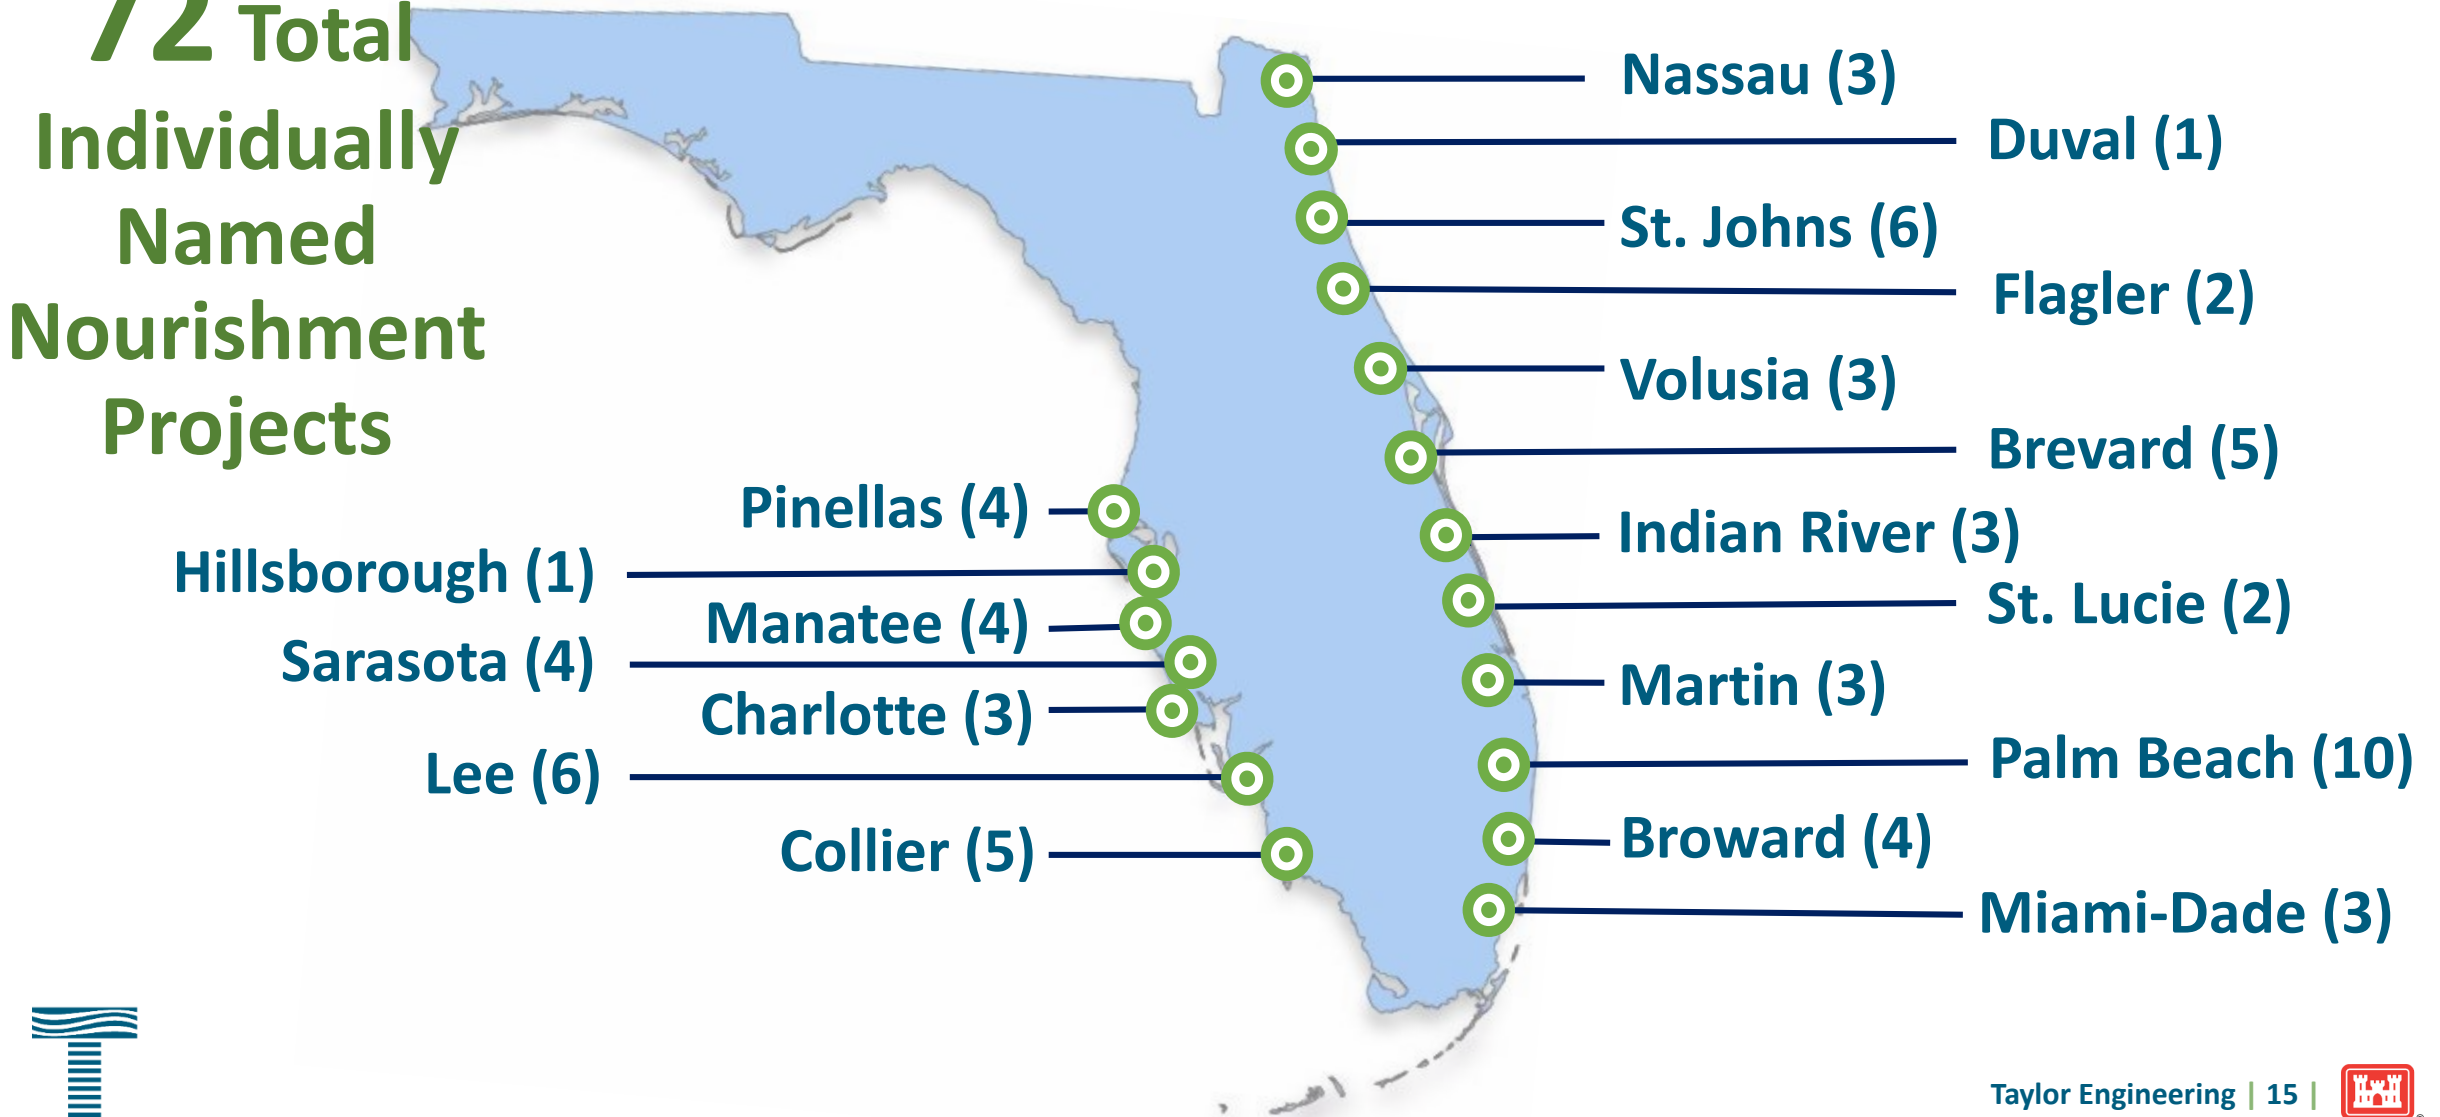 72 Total
Individually
Named
Nourishment
Projects
Nassau (3)
Duval (1)
St. Johns (6)
Flagler (2)
Volusia (3)
Brevard (5)
Indian River (3)
St. Lucie (2)
Martin (3)
Palm Beach (10)
Broward (4)
Miami-Dade (3)
Pinellas (4)
Hillsborough (1)
Manatee (4)
Sarasota (4)
Charlotte (3)
Lee (6)
Collier (5)
Taylor Engineering | 15 |
®